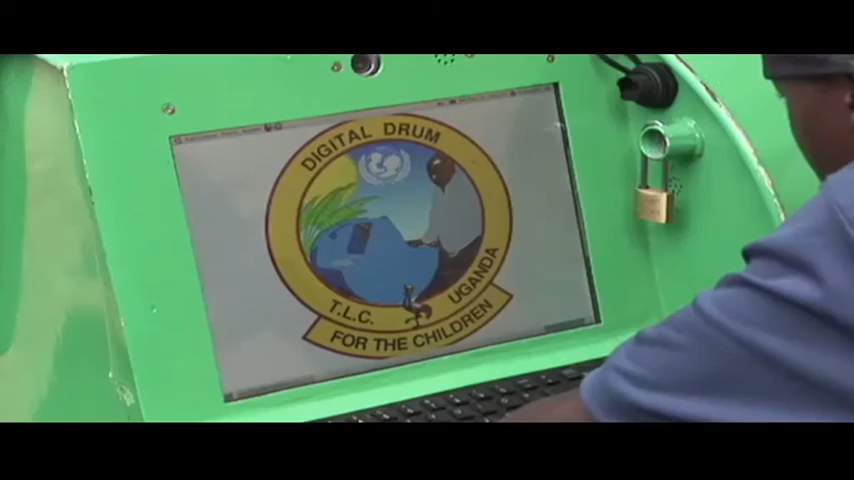 DIGITAL DRUM
T.L.C.
UGANDA
FOR THE CHILDREN